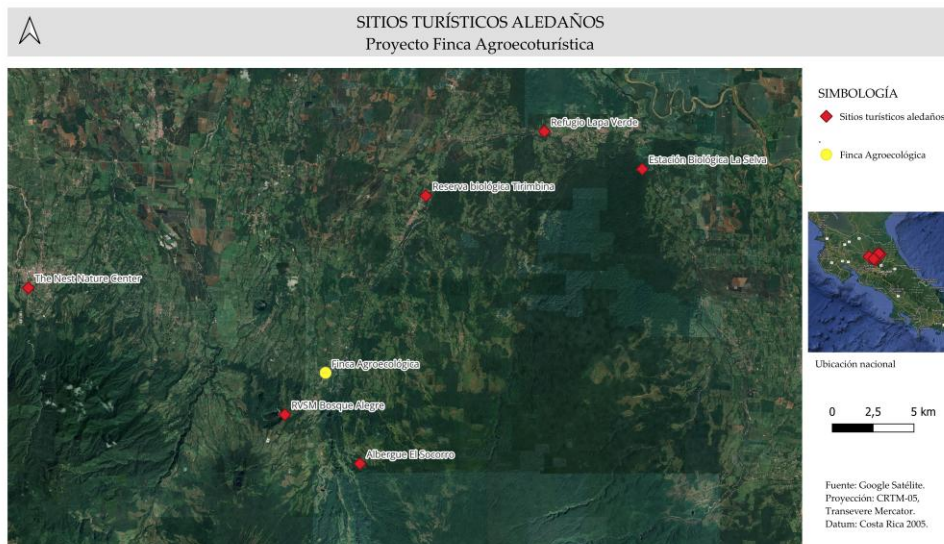 SITIOS TURÍSTICOS ALEDAÑOS
Proyecto Finca Agroecoturística
SIMBOLOGÍA
Sitios turísticos aledaños
.
Finca Agroecológica
Refugio Lapa Verde
Estación Biológica La Selva
Reserva biológica Tirimbina
The Nest Nature Center
Finca Agroecológica
RVSM Bosque Alegre
Albergue El Socorro
Ubicación nacional
0 2,5 5 km
Fuente: Google Satélite.
Proyección: CRTM-05,
Transevere Mercator.
Datum: Costa Rica 2005.